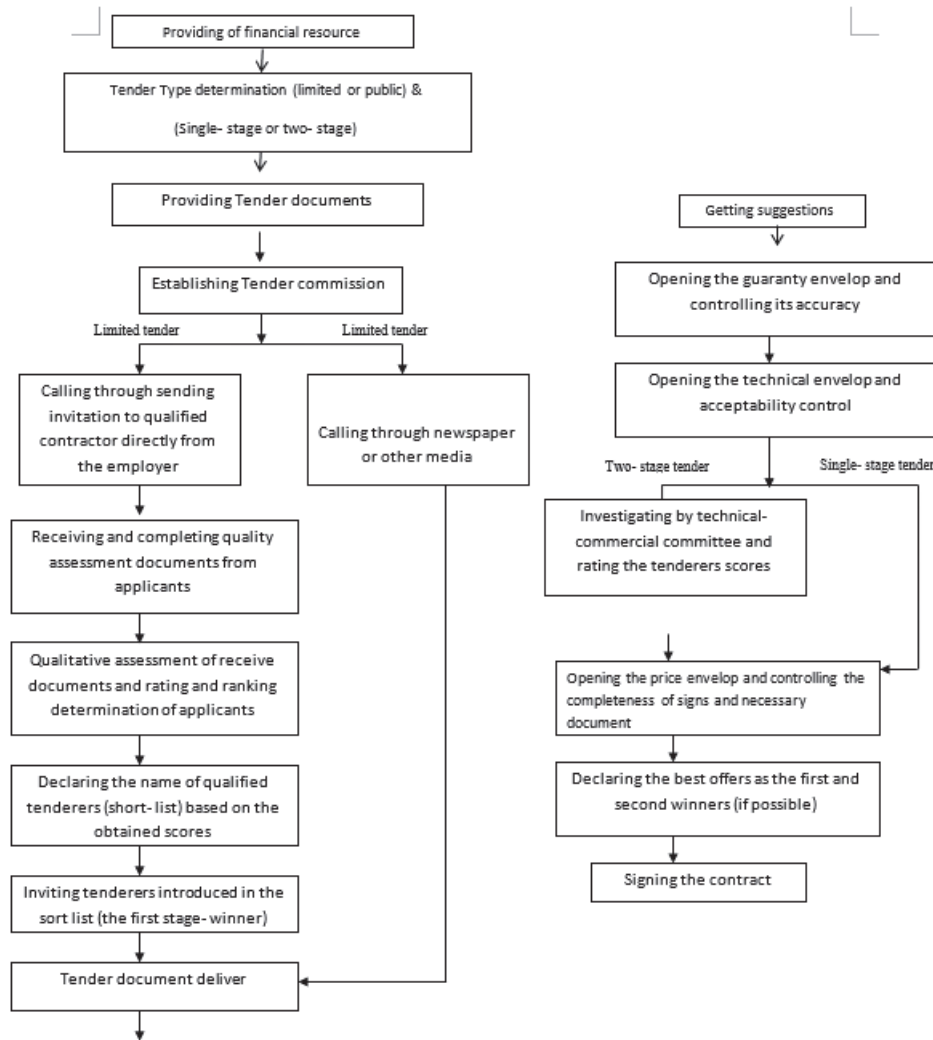 Providing of financial resource
Tender Type determination (limited or public) &
(Single- stage or two- stage)
Providing Tender documents
Establishing Tender commission
Limited tender
Limited tender
Calling through sending
invitation to qualified
contractor directly from
the employer
Calling through newspaper
or other media
Receiving and completing quality
assessment documents from
applicants
Qualitative assessment of receive
documents and rating and ranking
determination of applicants
Declaring the name of qualified
tenderers (short- list) based on the
obtained scores
Inviting tenderers introduced in the
sort list (the first stage- winner)
Tender document deliver
Getting suggestions
Opening the guaranty envelop and
controlling its accuracy
Opening the technical envelop and
acceptability control
Two- stage tender
Single- stage tender
Investigating by technical-
commercial committee and
rating the tenderers scores
Opening the price envelop and controlling the
completeness of signs and necessary
document
Declaring the best offers as the first and
second winners (if possible)
Signing the contract